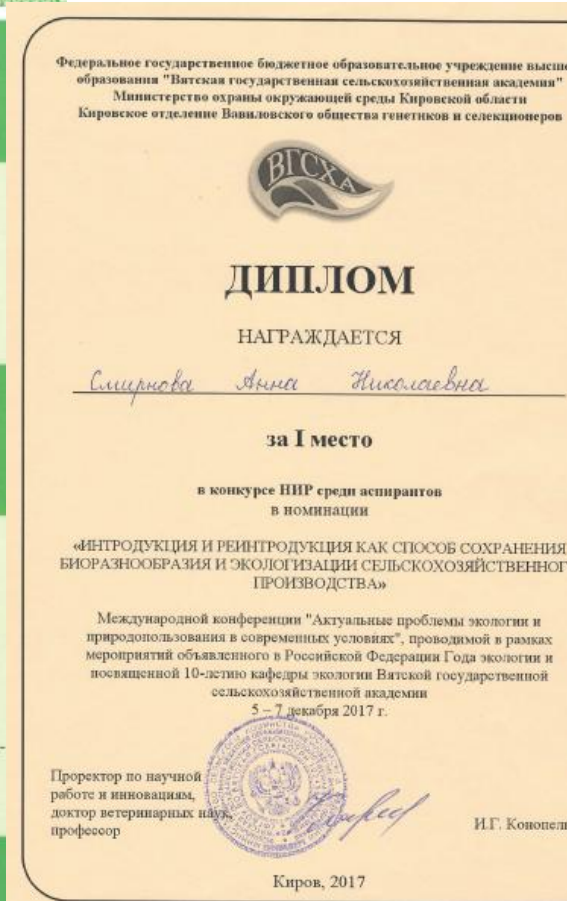 Федеральное государственное бюджетное образовательное учреждение высше
образования "Вятская государственная сельскохозяйственная академия"
Министерство охраны окружающей среды Кировской области
Кировское отделение Вавиловского общества генетиков и селекционеров
ВГСХА
ДИПЛОМ
НАГРАЖДАЕТСЯ
Смирнова Анна Николаевна
за I место
в конкурсе НИР среди аспирантов
в номинации
«ИНТРОДУКЦИЯ И РЕИНТРОДУКЦИЯ КАК СПОСОБ СОХРАНЕНИЯ
БИОРАЗНООБРАЗИЯ И ЭКОЛОГИЗАЦИИ СЕЛЬСКОХОЗЯЙСТВЕННОГ
ПРОИЗВОДСТВА»
Международной конференции "Актуальные проблемы экологии и
природопользования в современных условиях", проводимой в рамках
мероприятий объявленного в Российской Федерации Года экологии и
посвященной 10-летию кафедры экологии Вятской государственной
сельскохозяйственной академии
5 – 7 декабря 2017 г.
Проректор по научной
работе и инновациям,
доктор ветеринарных наук,
профессор
И.Г. Конопель
Киров, 2017